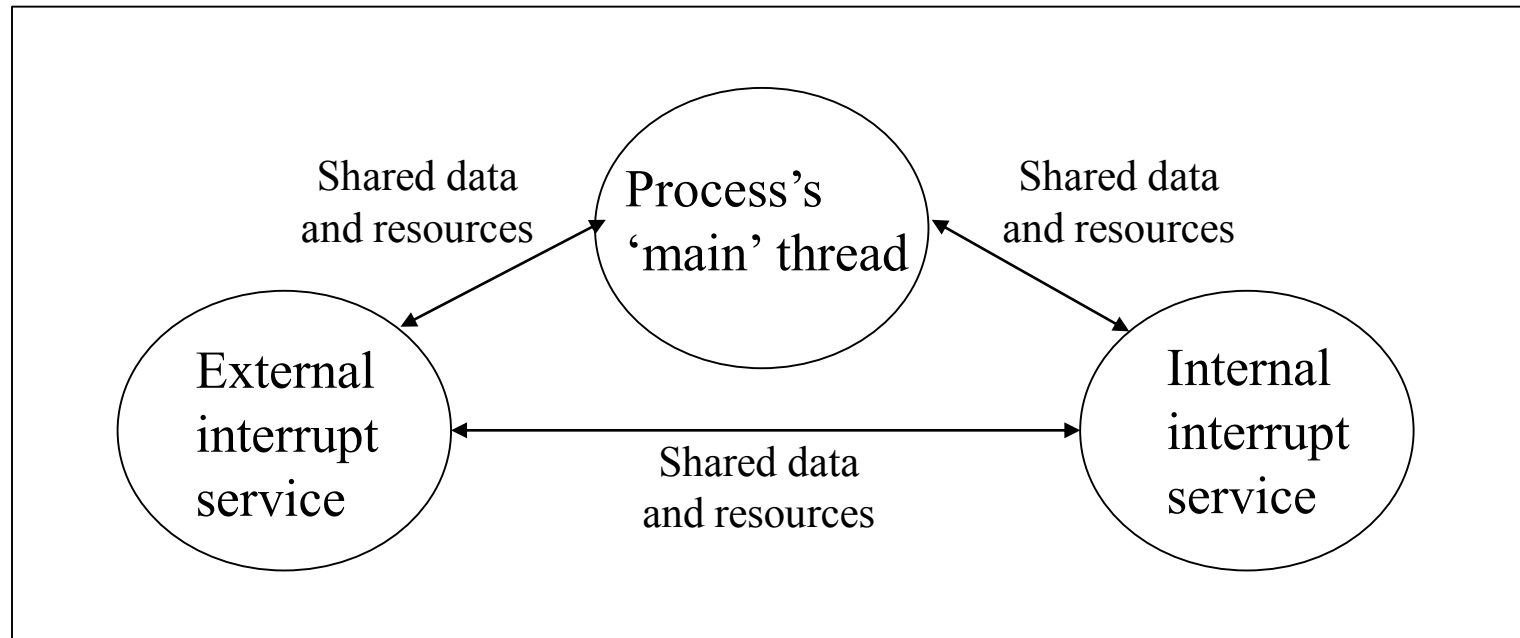 Shared data
and resources
Process’s
‘main’ thread
Shared data
and resources
External
interrupt
service
Shared data
and resources
Internal
interrupt
service